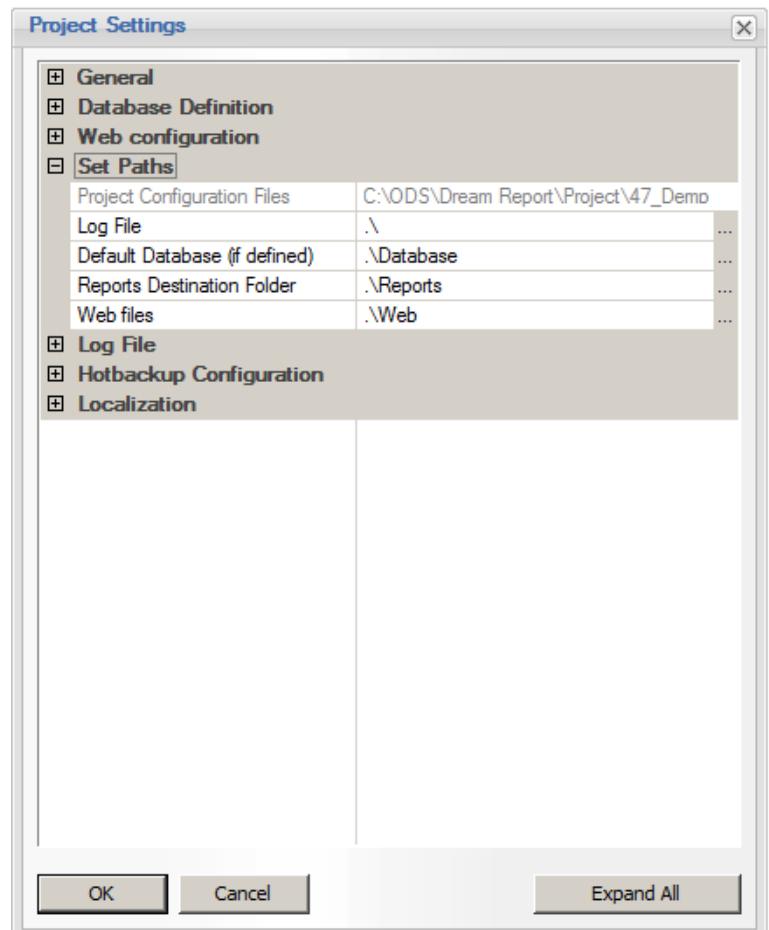 Project Settings
General
Database Definition
Web configuration
Set Paths
Project Configuration Files C:\ODS\Dream Report\Project\47_Demo
Log File .\ ...
Default Database (if defined) .\Database ...
Reports Destination Folder .\Reports ...
Web files .\Web ...
Log File
Hotbackup Configuration
Localization
OK Cancel Expand All